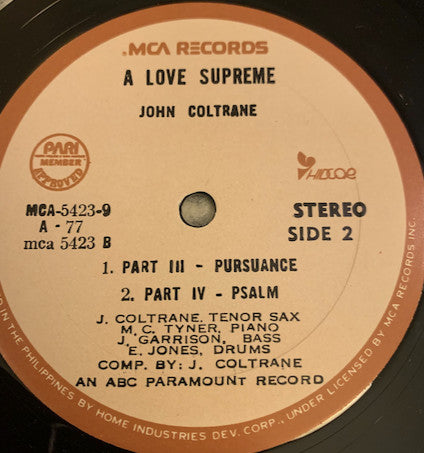 MCA RECORDS
A LOVE SUPREME
JOHN COLTRANE
PARI
MEMBER
APPROVED
MCA-5423-9
A - 77
mca 5423 B
STEREO
SIDE 2
1. PART III - PURSUANCE
2. PART IV - PSALM
J. COLTRANE. TENOR SAX
M. C. TYNER, PIANO
J. GARRISON, BASS
E. JONES, DRUMS
COMP. BY: J. COLTRANE
AN ABC PARAMOUNT RECORD
IN THE PHILIPPINES BY HOME INDUSTRIES DEV. CORP., UNDER LICENSED BY MCA RECORDS INC.